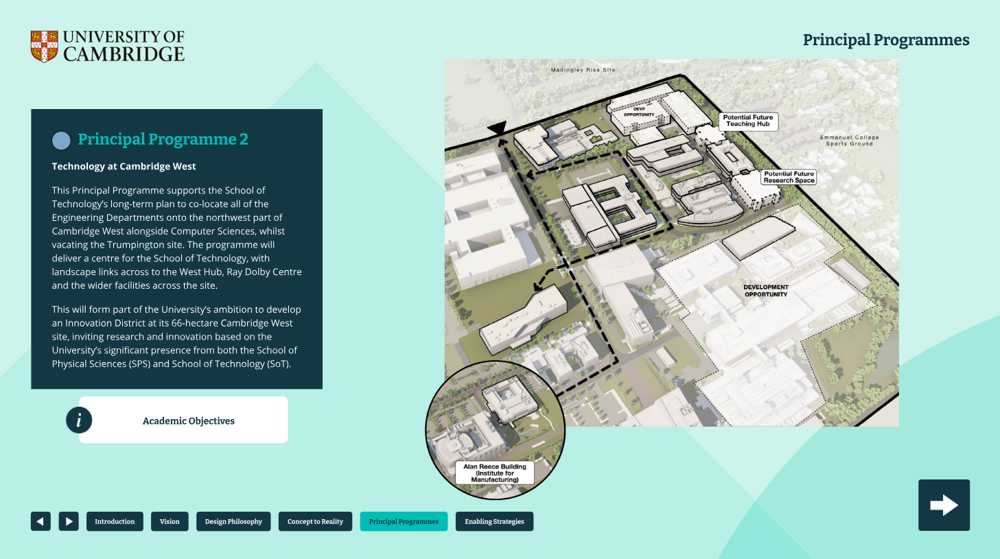 UNIVERSITY OF
CAMBRIDGE
Principal Programmes
Principal Programme 2
Technology at Cambridge West
This Principal Programme supports the School of
Technology’s long-term plan to co-locate all of the
Engineering Departments onto the northwest part of
Cambridge West alongside Computer Sciences, whilst
vacating the Trumpington site. The programme will
deliver a centre for the School of Technology, with
landscape links across to the West Hub, Ray Dolby Centre
and the wider facilities across the site.
This will form part of the University’s ambition to develop
an Innovation District at its 66-hectare Cambridge West
site, inviting research and innovation based on the
University’s significant presence from both the School of
Physical Sciences (SPS) and School of Technology (SoT).
i
Academic Objectives
Madingley Rise Site
DEVP
OPPORTUNITY
Potential Future
Teaching Hub
Emmanuel College
Sports Ground
Potential Future
Research Space
DEVELOPMENT
OPPORTUNITY
Alan Reece Building
(Institute for
Manufacturing)
Introduction
Vision
Design Philosophy
Concept to Reality
Principal Programmes
Enabling Strategies